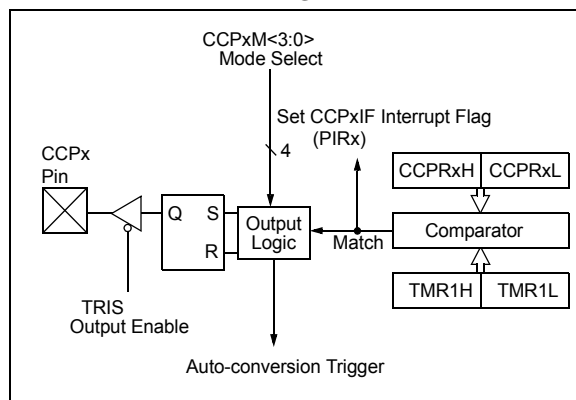 CCPxM<3:0>
Mode Select
Set CCPxIF Interrupt Flag
(PIRx)
4
CCPx
Pin
CCPRxH CCPRxL
Q S
R
Output
Logic
Match
Comparator
TMR1H TMR1L
TRIS
Output Enable
Auto-conversion Trigger